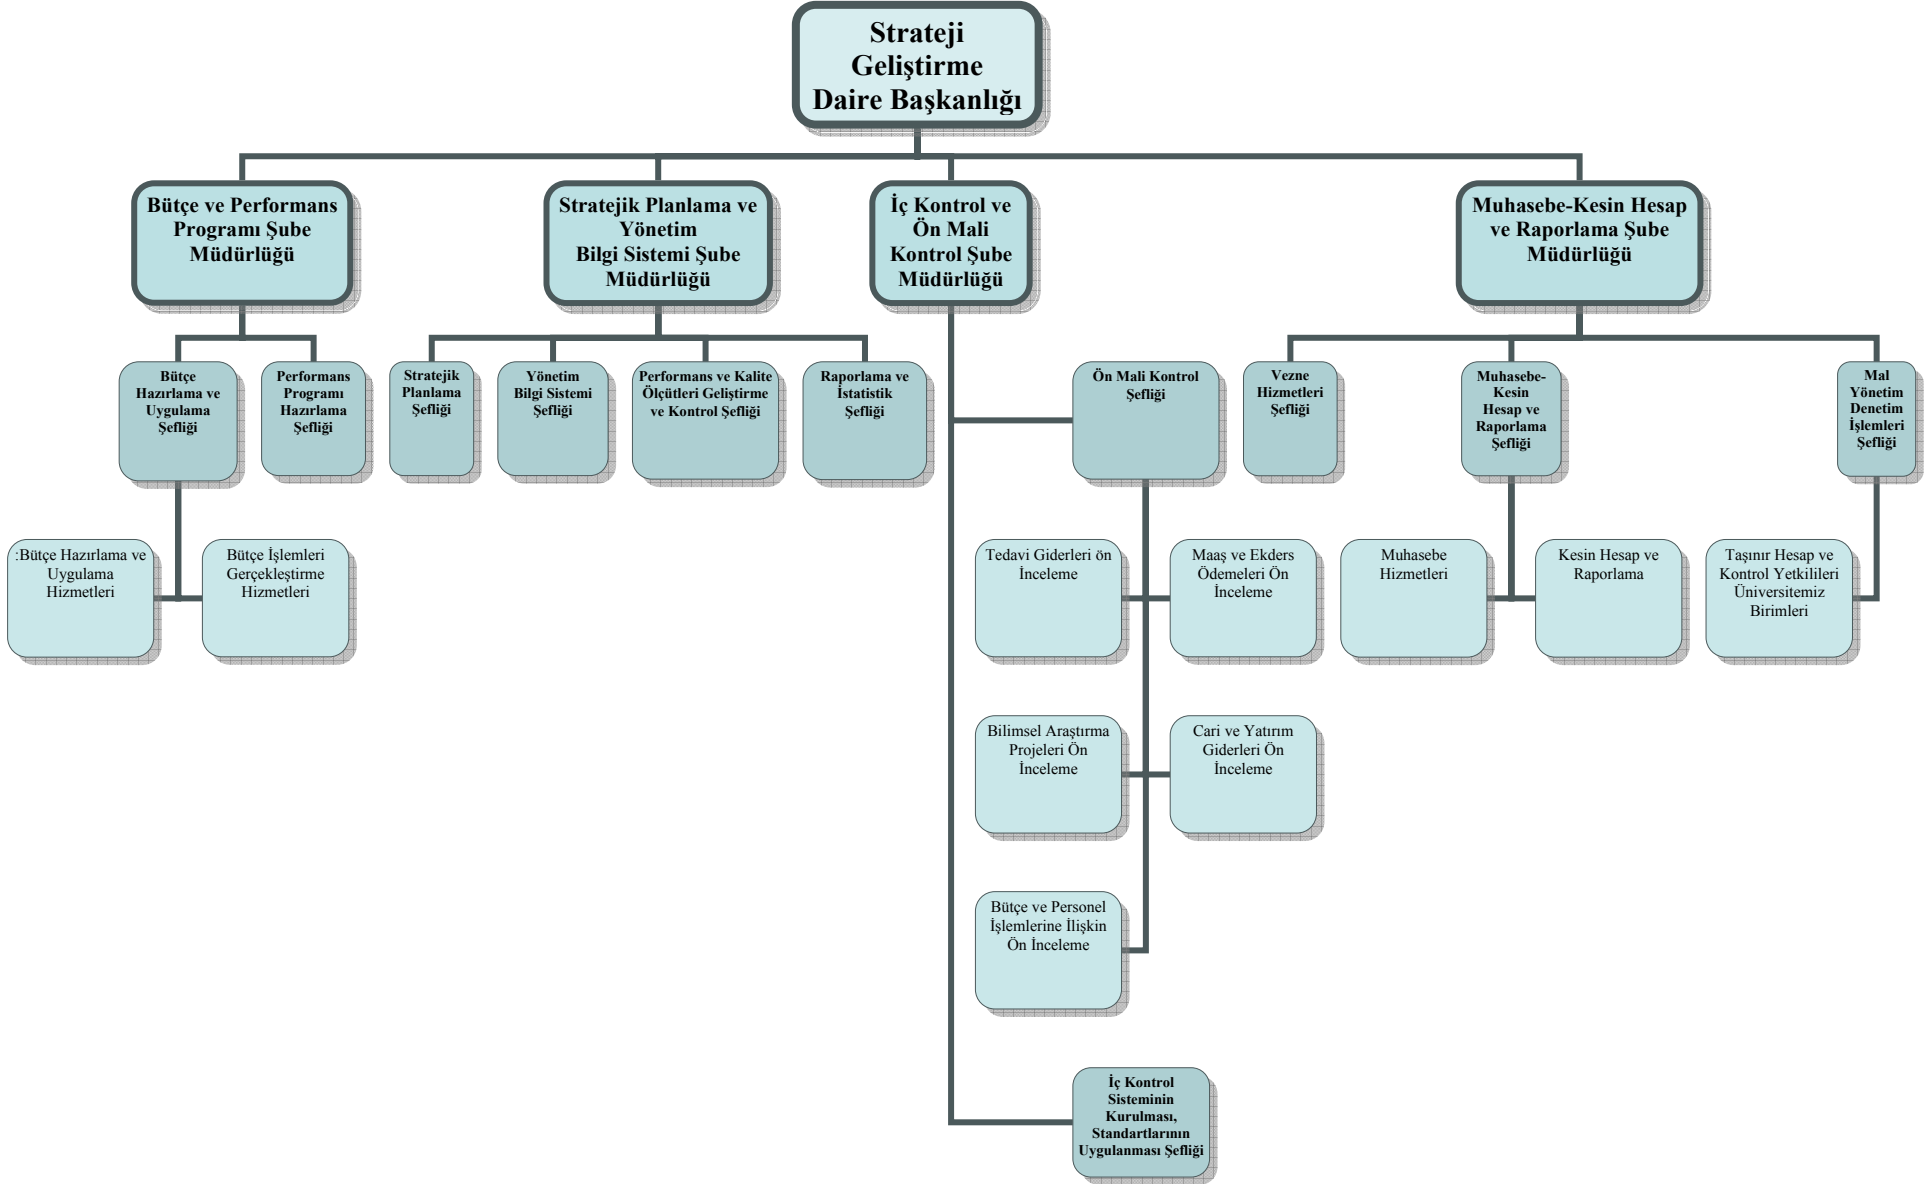 Strateji
Geliştirme
Daire Başkanlığı
Bütçe ve Performans
Programı Şube
Müdürlüğü
Stratejik Planlama ve
Yönetim
Bilgi Sistemi Şube
Müdürlüğü
İç Kontrol ve
Ön Mali
Kontrol Şube
Müdürlüğü
Muhasebe-Kesin Hesap
ve Raporlama Şube
Müdürlüğü
Bütçe
Hazırlama ve
Uygulama
Şefliği
Performans
Programı
Hazırlama
Şefliği
Stratejik
Planlama
Şefliği
Yönetim
Bilgi Sistemi
Şefliği
Performans ve Kalite
Ölçütleri Geliştirme
ve Kontrol Şefliği
Raporlama ve
İstatistik
Şefliği
Ön Mali Kontrol
Şefliği
Vezne
Hizmetleri
Şefliği
Muhasebe-
Kesin
Hesap ve
Raporlama
Şefliği
Mal
Yönetim
Denetim
İşlemleri
Şefliği
:Bütçe Hazırlama ve
Uygulama
Hizmetleri
Bütçe İşlemleri
Gerçekleştirme
Hizmetleri
Tedavi Giderleri ön
İnceleme
Maaş ve Ekders
Ödemeleri Ön
İnceleme
Muhasebe
Hizmetleri
Kesin Hesap ve
Raporlama
Taşınır Hesap ve
Kontrol Yetkilileri
Üniversitemiz
Birimleri
Bilimsel Araştırma
Projeleri Ön
İnceleme
Cari ve Yatırım
Giderleri Ön
İnceleme
Bütçe ve Personel
İşlemlerine İlişkin
Ön İnceleme
İç Kontrol
Sisteminin
Kurulması,
Standartlarının
Uygulanması Şefliği